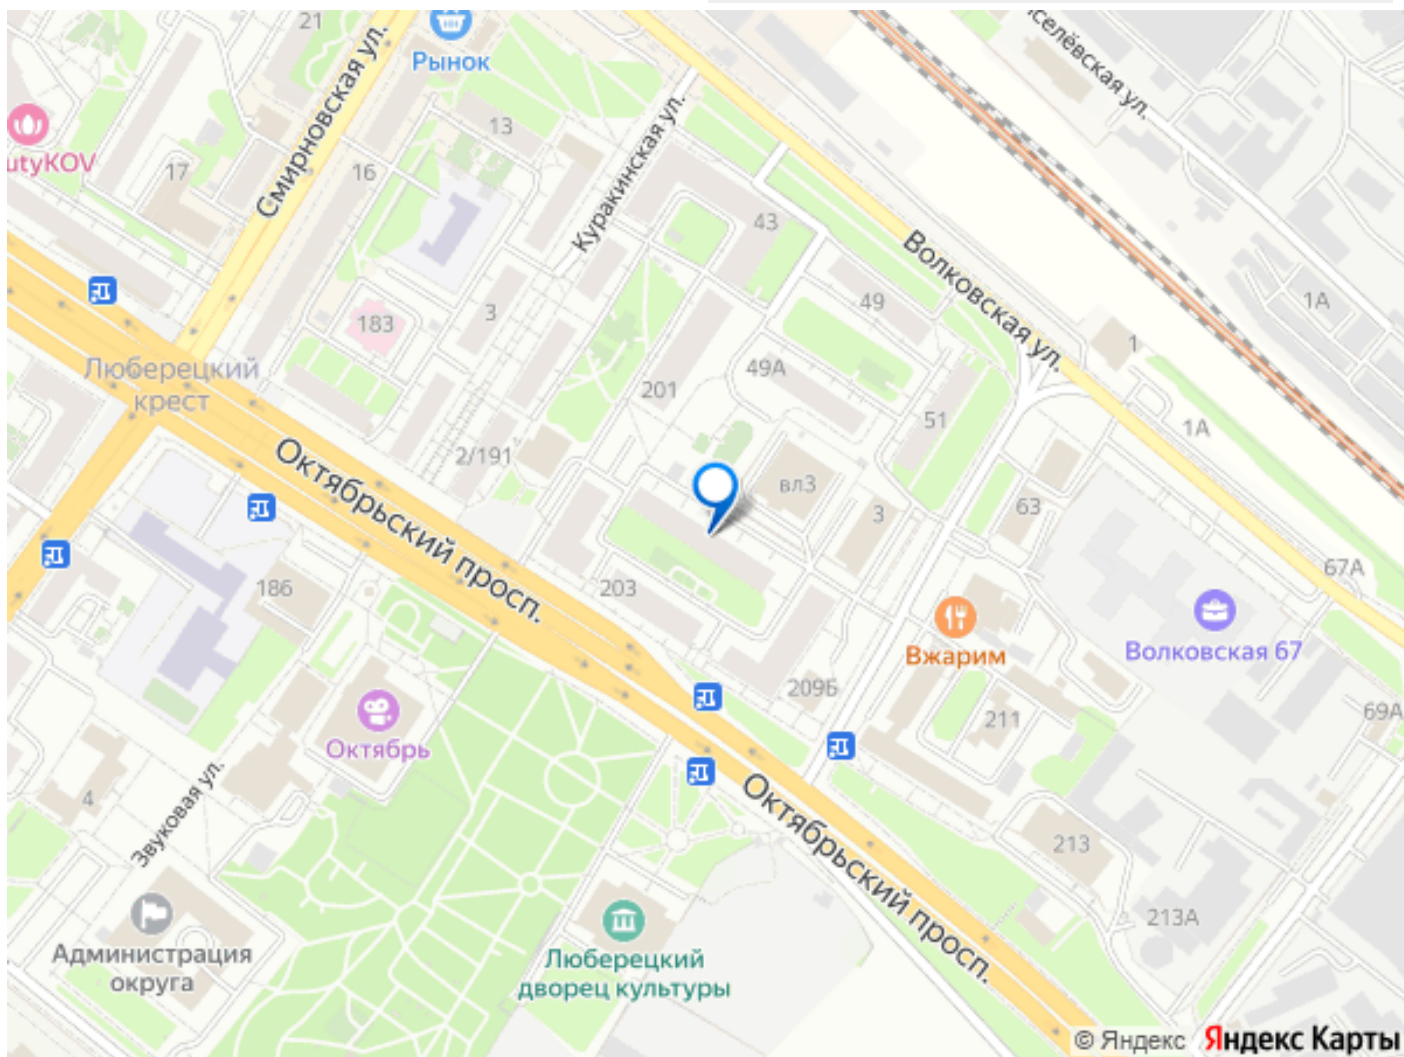 21
Рынок
Смирновская ул.
селёвская ул.
utyKOV
17
16
13
Куракинская ул.
43
Волковская ул.
49
1А
1
183
3
Люберецкий
крест
201
49А
51
1А
2/191
Октябрьский просп.
вл3
3
63
186
203
67А
Вжарим
Волковская 67
209Б
211
69А
Октябрь
4
Звуковая ул.
Октябрьский просп.
213
213А
Администрация
округа
Люберецкий
дворец культуры
© Яндекс Яндекс Карты